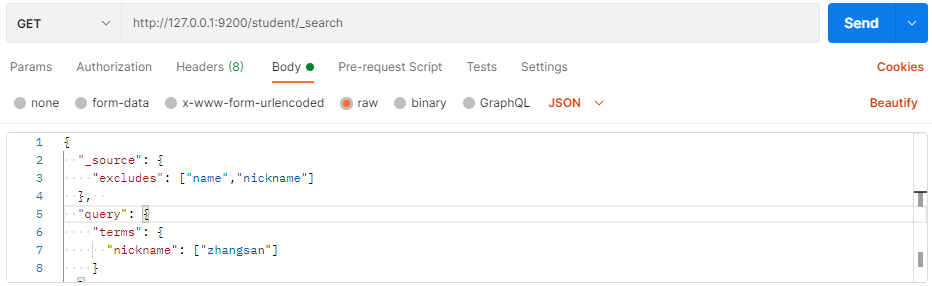 GET http://127.0.0.1:9200/student/_search Send
Params Authorization Headers (8) Body Pre-request Script Tests Settings Cookies
none form-data x-www-form-urlencoded raw binary GraphQL JSON Beautify
1 {
2 "_source": {
3 "excludes": ["name","nickname"]
4 },
5 "query": {
6 "terms": {
7 "nickname": ["zhangsan"]
8 }